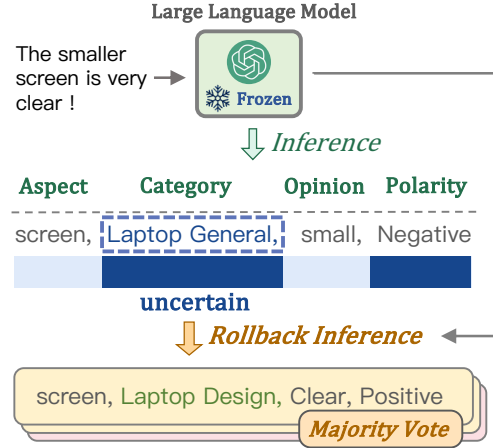 Large Language Model
The smaller
screen is very
clear !
Frozen
Inference
Aspect Category Opinion Polarity
screen, Laptop General, small, Negative
uncertain
Rollback Inference
screen, Laptop Design, Clear, Positive
Majority Vote